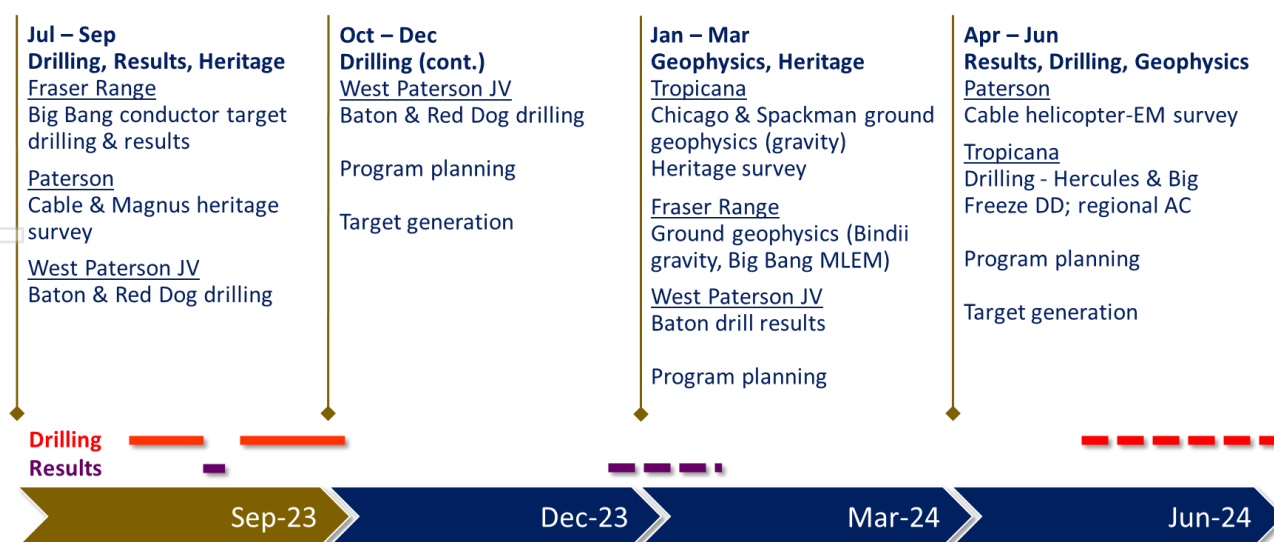 Jul – Sep
Drilling, Results, Heritage
Fraser Range
Big Bang conductor target
drilling & results
Paterson
Cable & Magnus heritage
survey
West Paterson JV
Baton & Red Dog drilling
Oct – Dec
Drilling (cont.)
West Paterson JV
Baton & Red Dog drilling
Program planning
Target generation
Jan – Mar
Geophysics, Heritage
Tropicana
Chicago & Spackman ground
geophysics (gravity)
Heritage survey
Fraser Range
Ground geophysics (Bindii
gravity, Big Bang MLEM)
West Paterson JV
Baton drill results
Program planning
Apr – Jun
Results, Drilling, Geophysics
Paterson
Cable helicopter-EM survey
Tropicana
Drilling - Hercules & Big
Freeze DD; regional AC
Program planning
Target generation
Drilling
Results
Sep-23
Dec-23
Mar-24
Jun-24